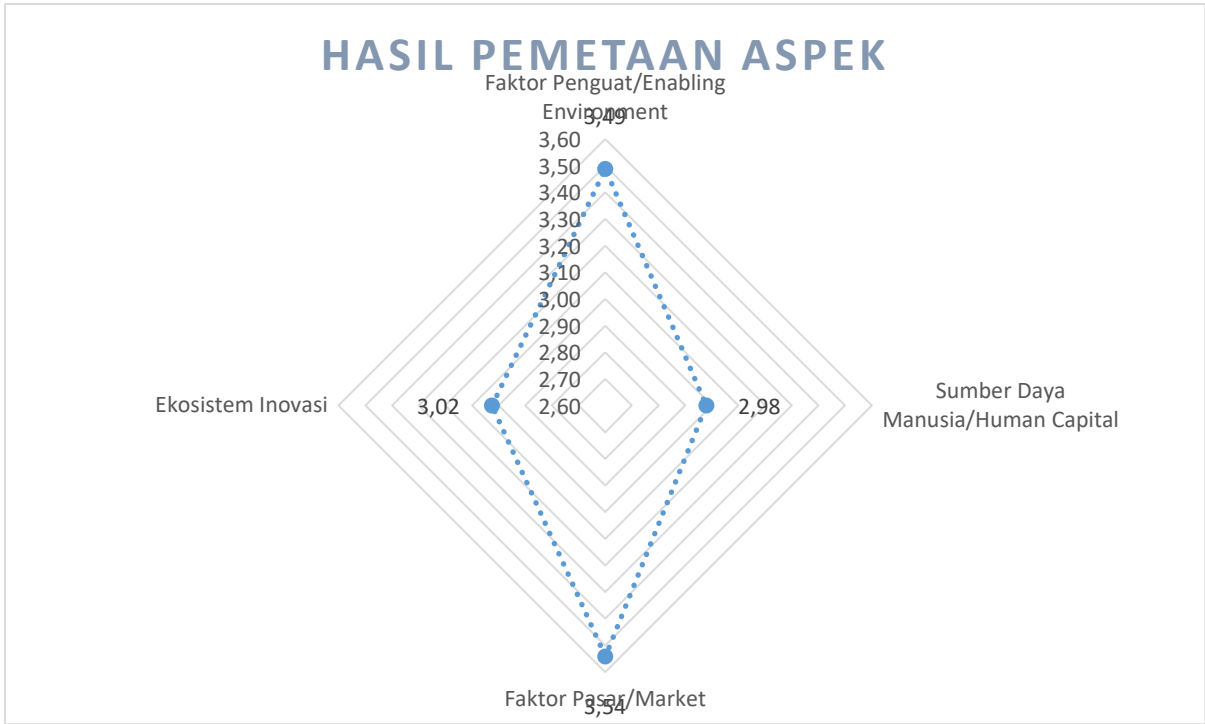 HASIL PEMETAAN ASPEK
Faktor Penguat/Enabling
Environment
3,49
3,60
3,50
3,40
3,30
3,20
3,10
3,00
2,90
2,80
2,70
2,60
Ekosistem Inovasi
3,02
2,98
Sumber Daya
Manusia/Human Capital
Faktor Pasar/Market
3,54